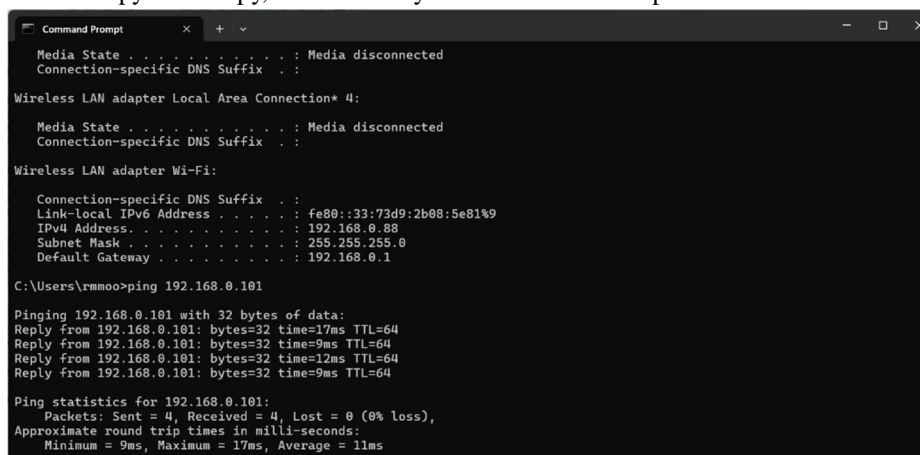 Command Prompt
Media State . . . . . . . . . . . : Media disconnected
Connection-specific DNS Suffix  . :
Wireless LAN adapter Local Area Connection* 4:
Media State . . . . . . . . . . . : Media disconnected
Connection-specific DNS Suffix  . :
Wireless LAN adapter Wi-Fi:
Connection-specific DNS Suffix  . :
Link-local IPv6 Address . . . . . : fe80::33:73d9:2b08:5e81%9
IPv4 Address. . . . . . . . . . . : 192.168.0.88
Subnet Mask . . . . . . . . . . . : 255.255.255.0
Default Gateway . . . . . . . . . : 192.168.0.1
C:\Users\rmmoo>ping 192.168.0.101
Pinging 192.168.0.101 with 32 bytes of data:
Reply from 192.168.0.101: bytes=32 time=17ms TTL=64
Reply from 192.168.0.101: bytes=32 time=9ms TTL=64
Reply from 192.168.0.101: bytes=32 time=12ms TTL=64
Reply from 192.168.0.101: bytes=32 time=9ms TTL=64
Ping statistics for 192.168.0.101:
Packets: Sent = 4, Received = 4, Lost = 0 (0% loss),
Approximate round trip times in milli-seconds:
Minimum = 9ms, Maximum = 17ms, Average = 11ms